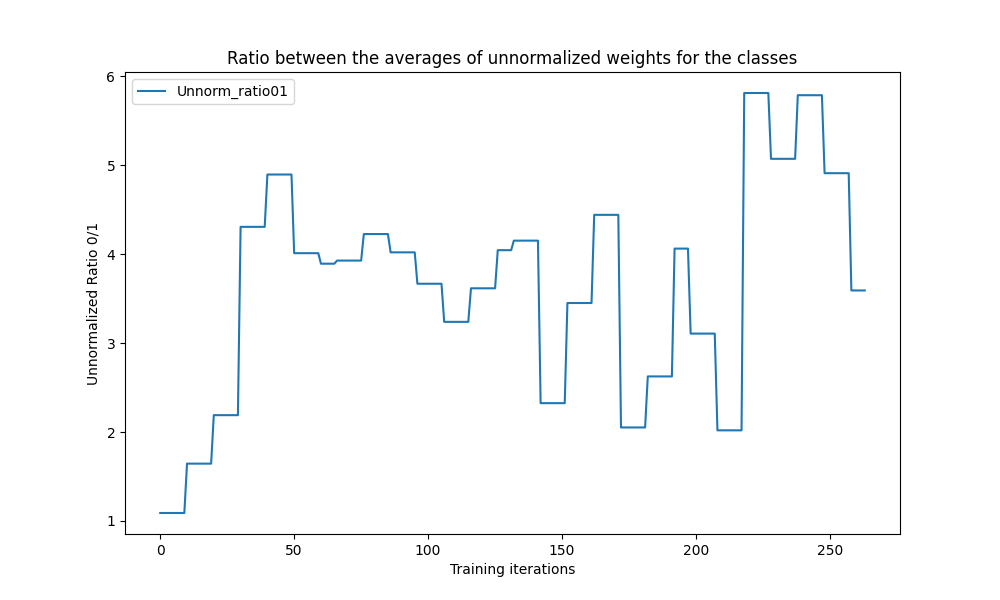 Ratio between the averages of unnormalized weights for the classes
Unnorm_ratio01
Unnormalized Ratio 0/1
6
5
4
3
2
1
0 50 100 150 200 250
Training iterations